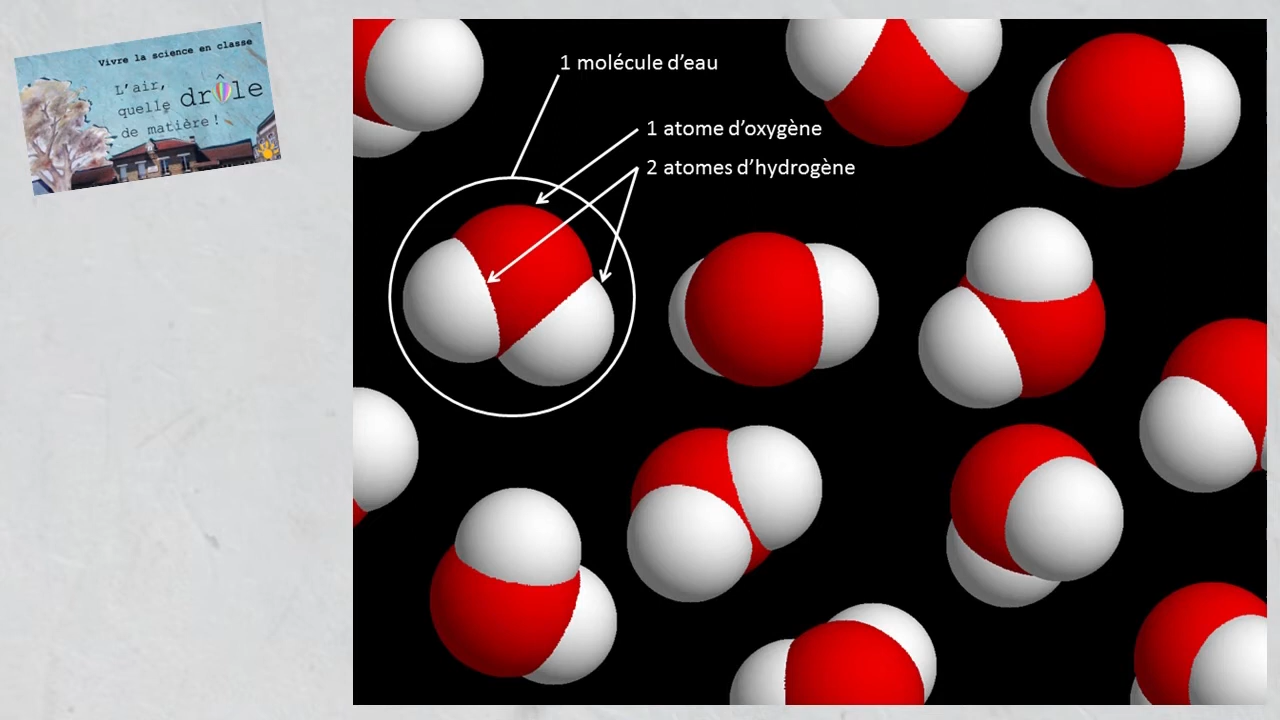 Vivre la science en classe
L'air,
quelle drôle
de matière!
1 molécule d’eau
1 atome d’oxygène
2 atomes d’hydrogène